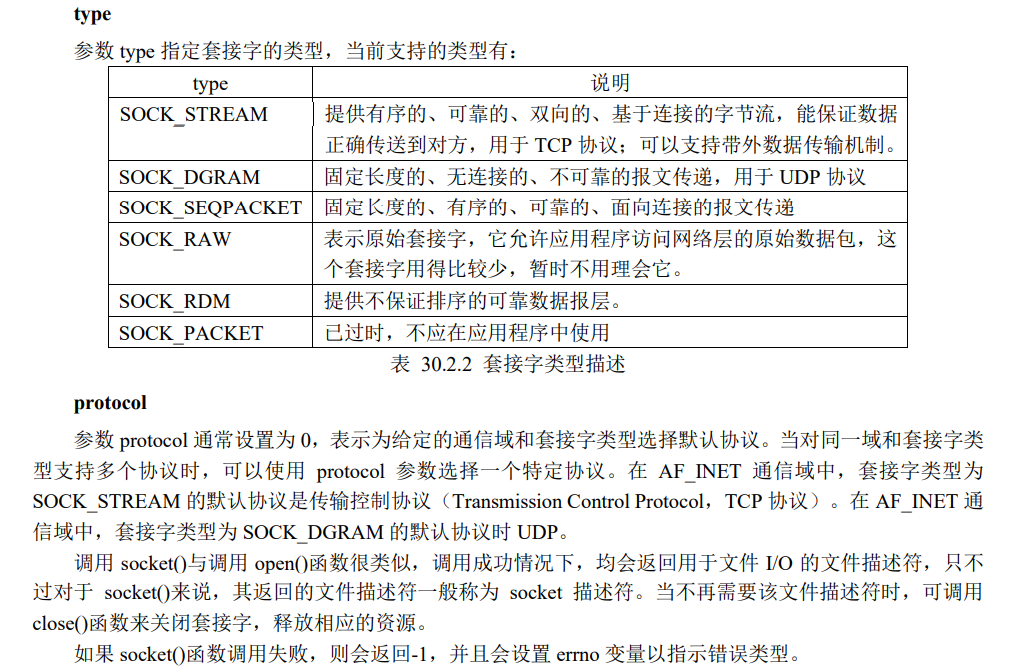 type
参数 type 指定套接字的类型，当前支持的类型有：
type 说明
SOCK_STREAM 提供有序的、可靠的、双向的、基于连接的字节流，能保证数据
正确传送到对方，用于 TCP 协议；可以支持带外数据传输机制。
SOCK_DGRAM 固定长度的、无连接的、不可靠的报文传递，用于 UDP 协议
SOCK_SEQPACKET 固定长度的、有序的、可靠的、面向连接的报文传递
SOCK_RAW 表示原始套接字，它允许应用程序访问网络层的原始数据包，这
个套接字用得比较少，暂时不用理会它。
SOCK_RDM 提供不保证排序的可靠数据报层。
SOCK_PACKET 已过时，不应在应用程序中使用
表 30.2.2 套接字类型描述
protocol
参数 protocol 通常设置为 0，表示为给定的通信域和套接字类型选择默认协议。当对同一域和套接字类
型支持多个协议时，可以使用 protocol 参数选择一个特定协议。在 AF_INET 通信域中，套接字类型为
SOCK_STREAM 的默认协议是传输控制协议（Transmission Control Protocol，TCP 协议）。在 AF_INET 通
信域中，套接字类型为 SOCK_DGRAM 的默认协议时 UDP。
调用 socket()与调用 open()函数很类似，调用成功情况下，均会返回用于文件 I/O 的文件描述符，只不
过对于 socket()来说，其返回的文件描述符一般称为 socket 描述符。当不再需要该文件描述符时，可调用
close()函数来关闭套接字，释放相应的资源。
如果 socket()函数调用失败，则会返回-1，并且会设置 errno 变量以指示错误类型。